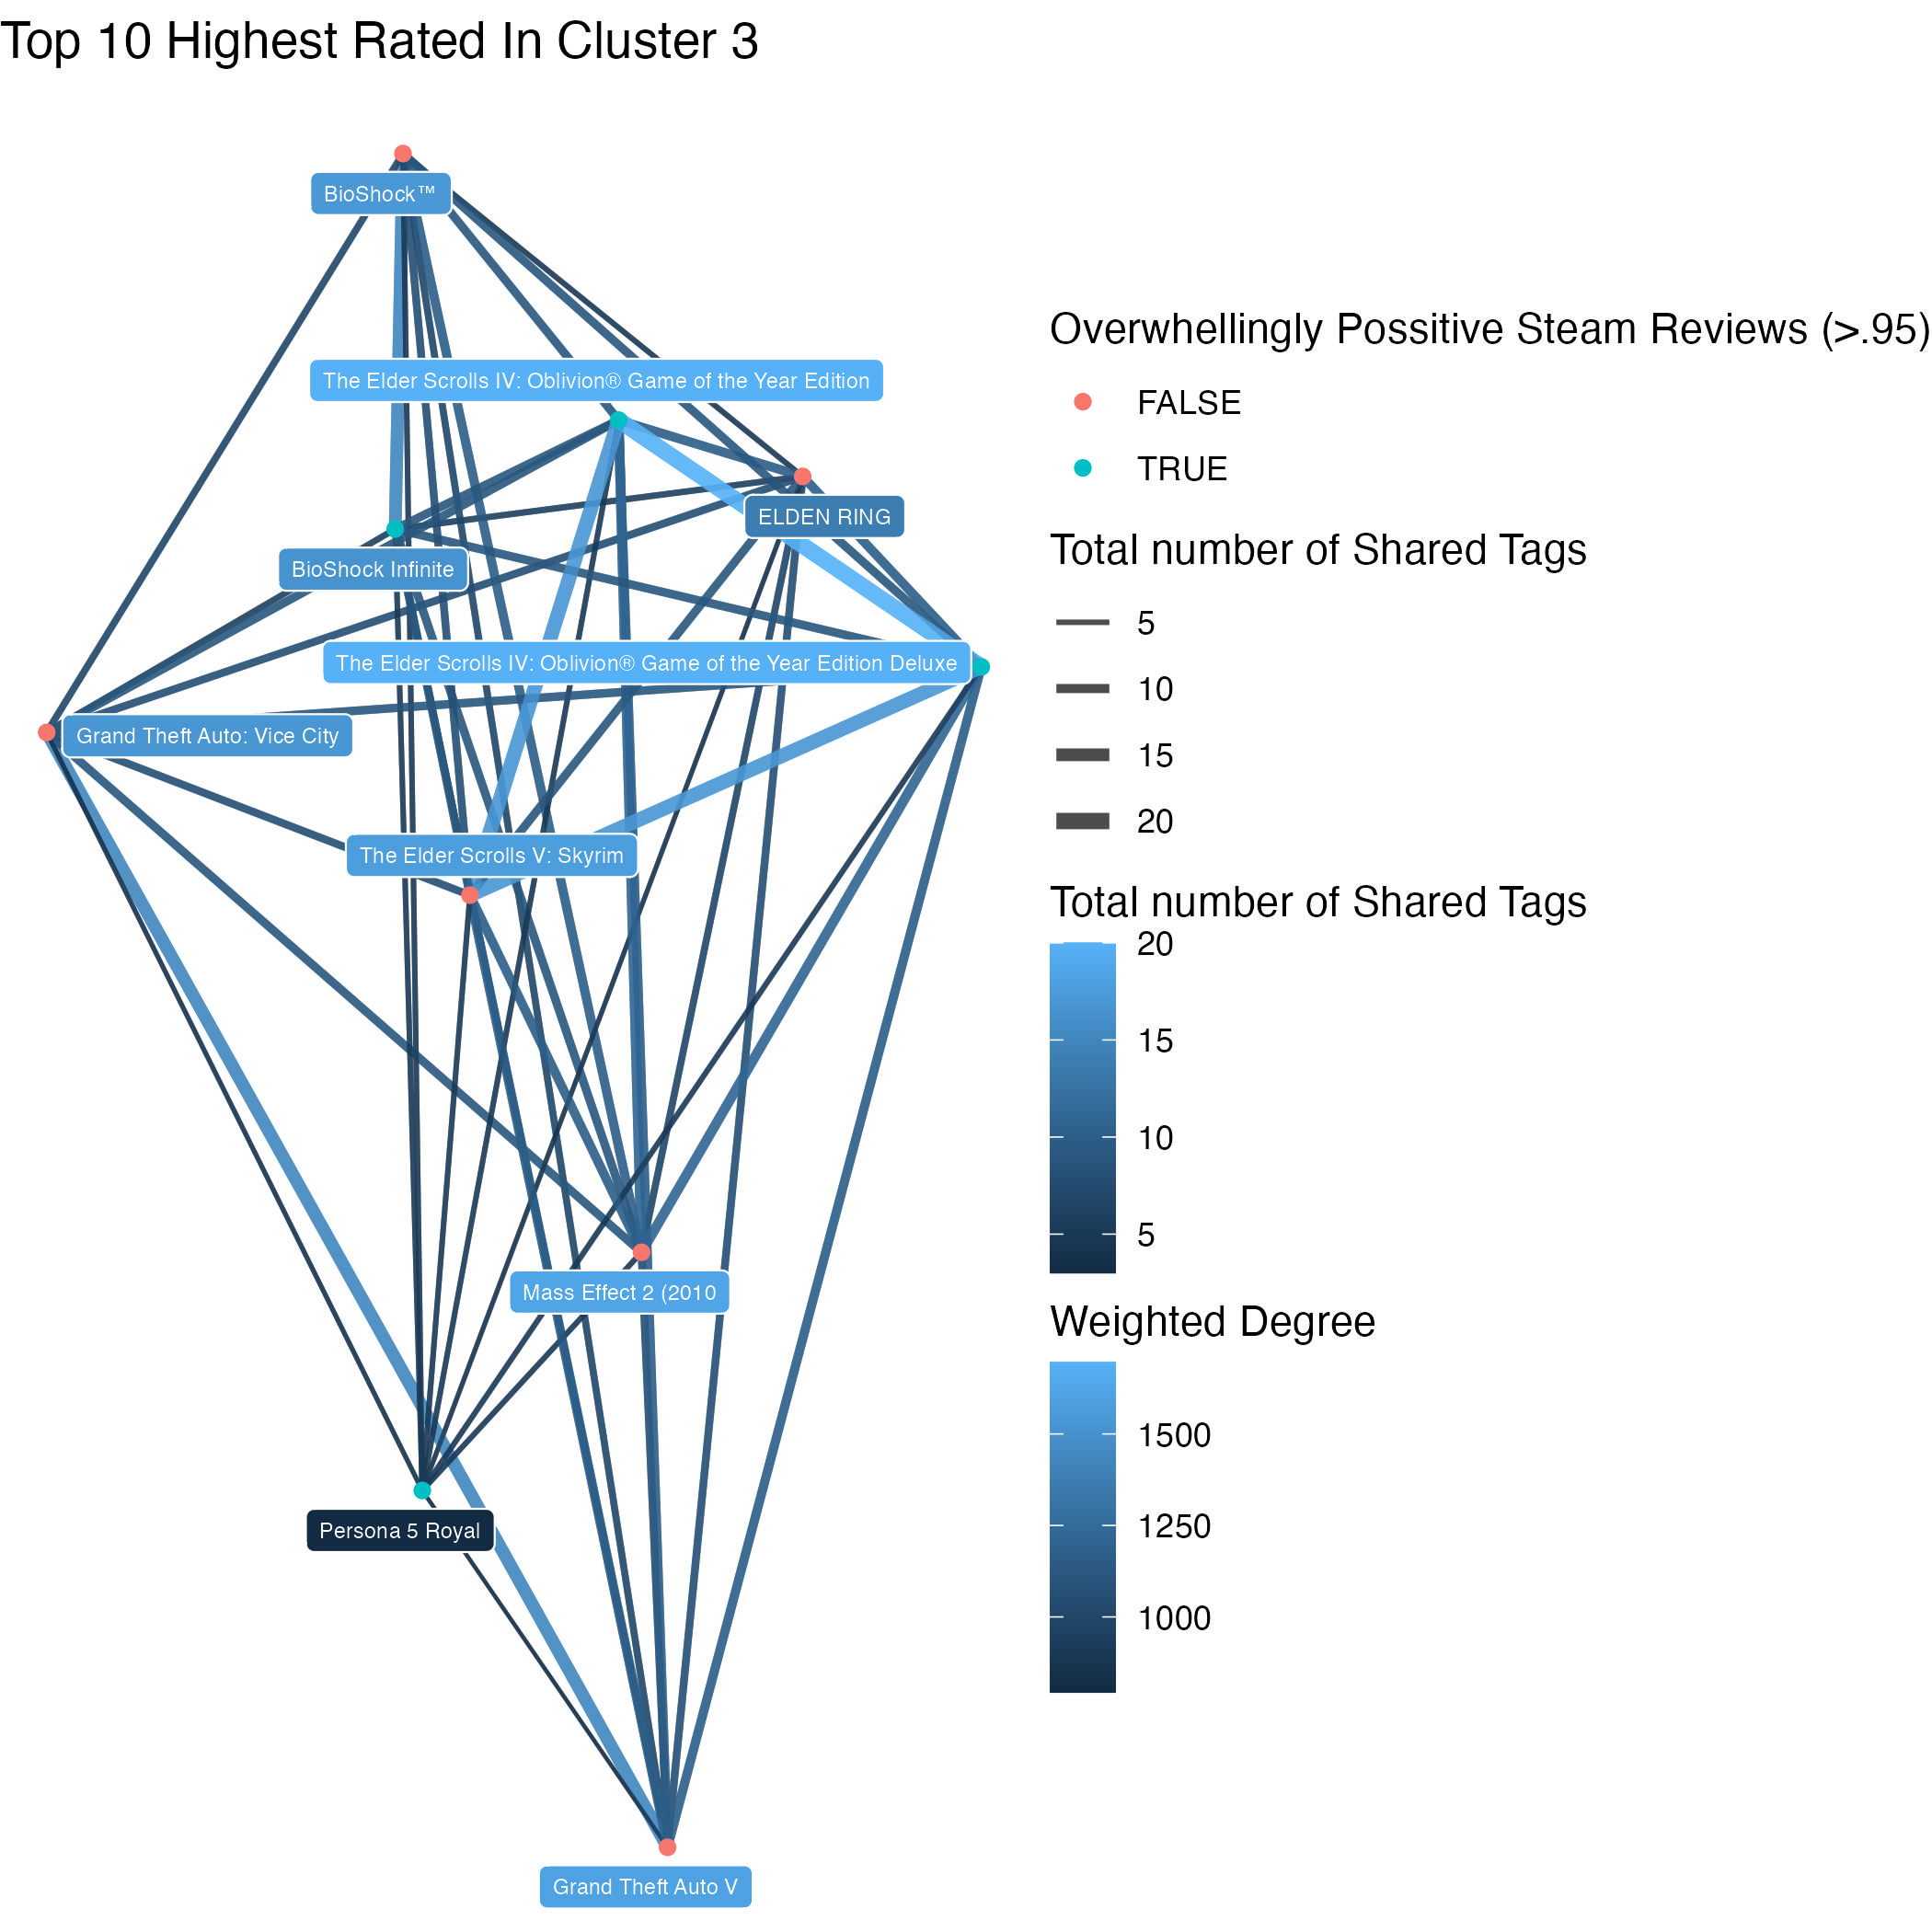 Top 10 Highest Rated In Cluster 3
BioShock™
The Elder Scrolls IV: Oblivion® Game of the Year Edition
ELDEN RING
BioShock Infinite
The Elder Scrolls IV: Oblivion® Game of the Year Edition Deluxe
Grand Theft Auto: Vice City
The Elder Scrolls V: Skyrim
Mass Effect 2 (2010
Persona 5 Royal
Grand Theft Auto V
Overwhellingly Possitive Steam Reviews (>.95)
FALSE
TRUE
Total number of Shared Tags
5
10
15
20
Total number of Shared Tags
20
15
10
5
Weighted Degree
1500
1250
1000